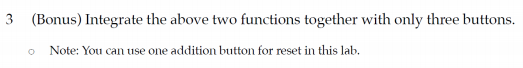 3 (Bonus) Integrate the above two functions together with only three buttons.
○ Note: You can use one addition button for reset in this lab.